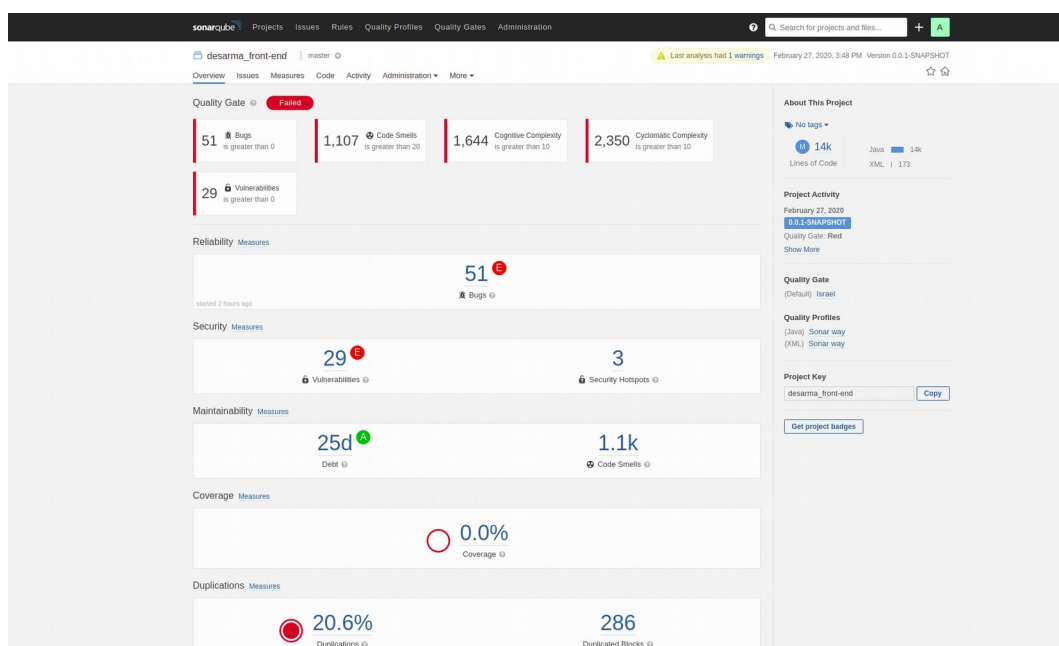 sonarqube Projects Issues Rules Quality Profiles Quality Gates Administration Search for projects and files... + A
desarma_front-end master Last analysis had 1 warnings February 27, 2020, 3:48 PM Version 0.0.1-SNAPSHOT
Overview Issues Measures Code Activity Administration More
Quality Gate Failed
51 Bugs
is greater than 0
1,107 Code Smells
is greater than 20
1,644 Cognitive Complexity
is greater than 10
2,350 Cyclomatic Complexity
is greater than 10
29 Vulnerabilities
is greater than 0
Reliability Measures
51 E
Bugs
started 2 hours ago
Security Measures
29 E
Vulnerabilities
3
Security Hotspots
Maintainability Measures
25d A
Debt
1.1k
Code Smells
Coverage Measures
0.0%
Coverage
Duplications Measures
20.6%
Duplications
286
Duplicated Blocks
About This Project
No tags
M 14k
Lines of Code
Java 14k
XML 173
Project Activity
February 27, 2020
0.0.1-SNAPSHOT
Quality Gate: Red
Show More
Quality Gate
(Default) Israel
Quality Profiles
(Java) Sonar way
(XML) Sonar way
Project Key
desarma_front-end Copy
Get project badges